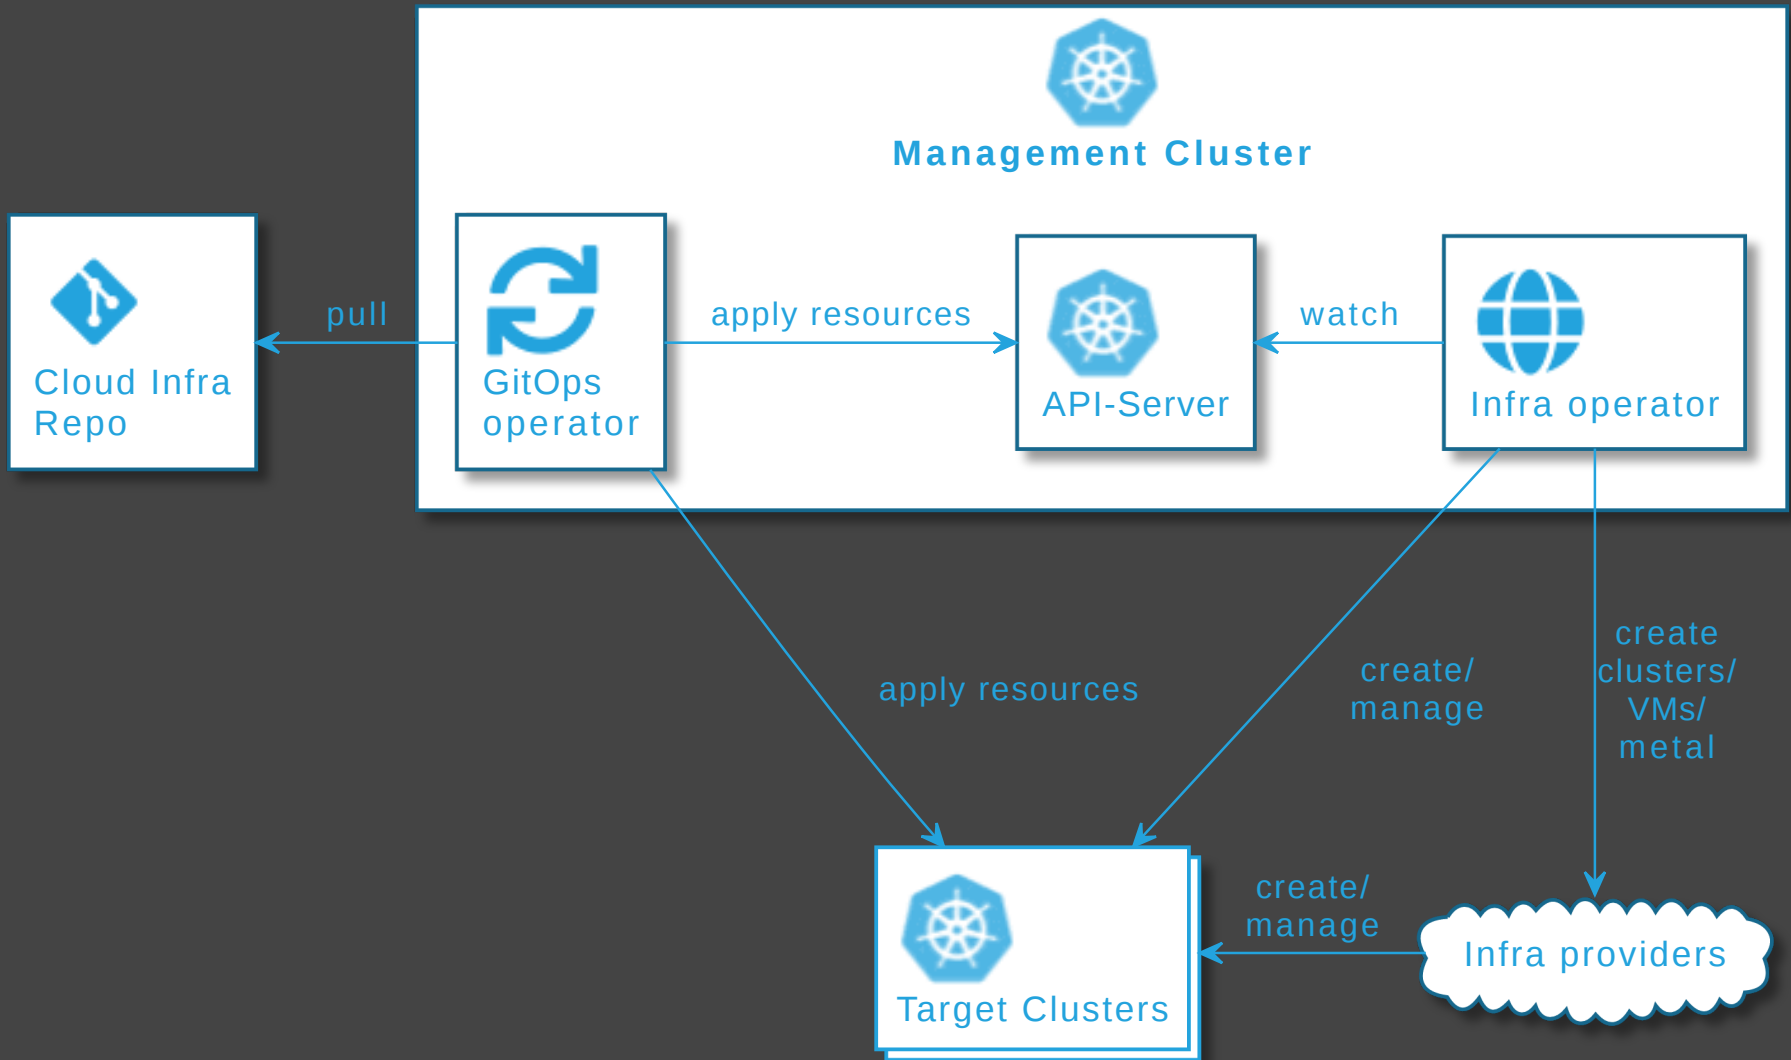 Management Cluster
Cloud Infra
Repo
pull
GitOps
operator
apply resources
API-Server
watch
Infra operator
apply resources
create/
manage
create
clusters/
VMs/
metal
Target Clusters
create/
manage
Infra providers